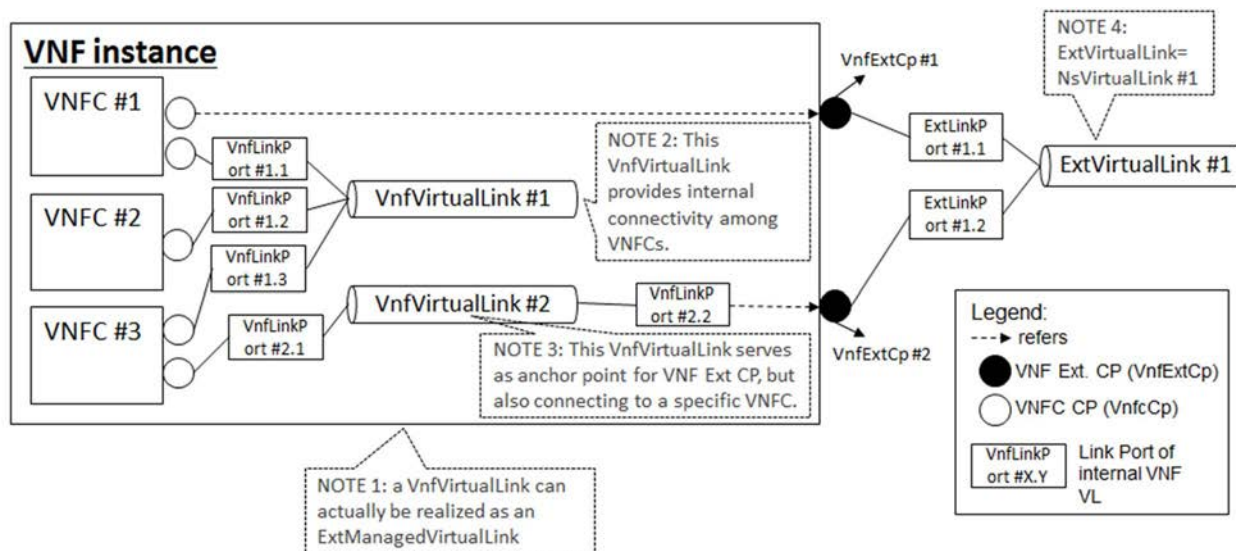 VNF instance
VNFC #1
VNFC #2
VNFC #3
VnfLinkP
ort #1.1
VnfLinkP
ort #1.2
VnfLinkP
ort #1.3
VnfLinkP
ort #2.1
VnfVirtualLink #1
VnfVirtualLink #2
VnfLinkP
ort #2.2
NOTE 2: This
VnfVirtualLink
provides internal
connectivity among
VNFCs.
NOTE 3: This VnfVirtualLink serves
as anchor point for VNF Ext CP, but
also connecting to a specific VNFC.
NOTE 1: a VnfVirtualLink can
actually be realized as an
ExtManagedVirtualLink
VnfExtCp #1
VnfExtCp #2
ExtLinkP
ort #1.1
ExtLinkP
ort #1.2
NOTE 4:
ExtVirtualLink=
NsVirtualLink #1
ExtVirtualLink #1
Legend:
refers
VNF Ext. CP (VnfExtCp)
VNFC CP (VnfcCp)
VnfLinkP
ort #X.Y
Link Port of
internal VNF
VL